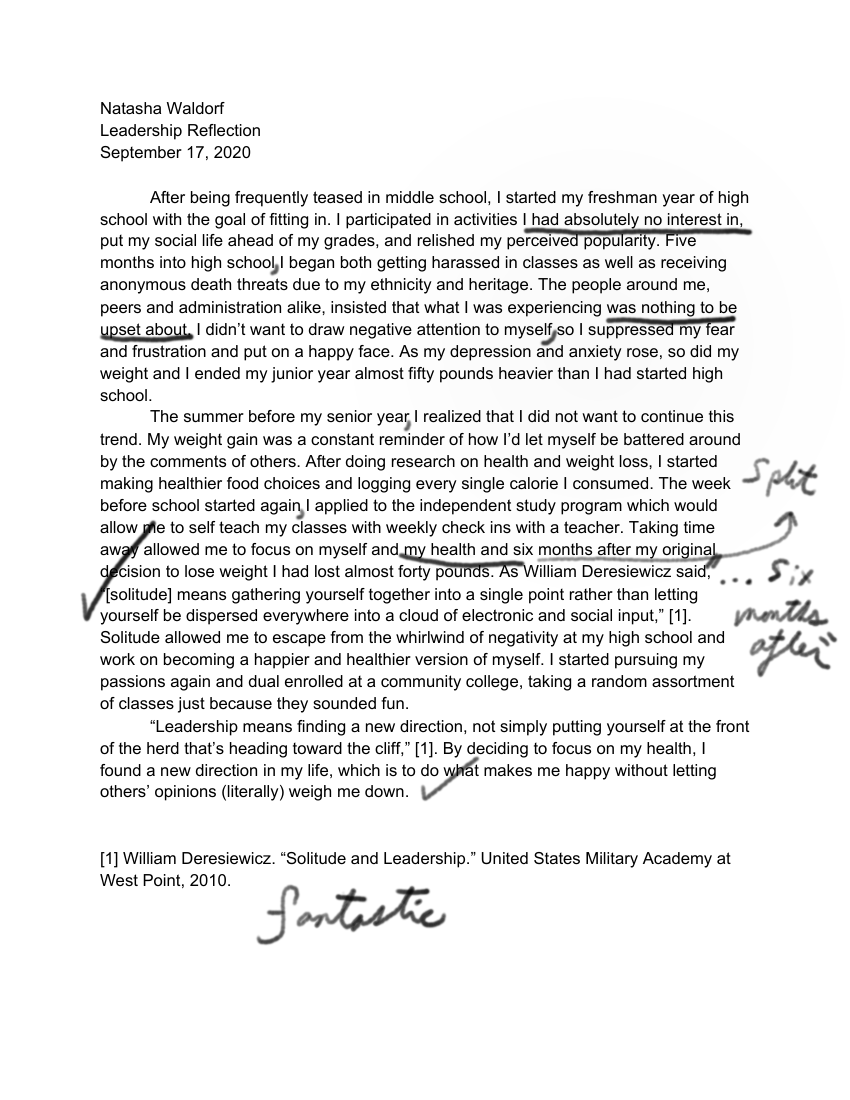 Natasha Waldorf
Leadership Reflection
September 17, 2020
After being frequently teased in middle school, I started my freshman year of high
school with the goal of fitting in. I participated in activities I had absolutely no interest in,
put my social life ahead of my grades, and relished my perceived popularity. Five
months into high school, I began both getting harassed in classes as well as receiving
anonymous death threats due to my ethnicity and heritage. The people around me,
peers and administration alike, insisted that what I was experiencing was nothing to be
upset about. I didn’t want to draw negative attention to myself, so I suppressed my fear
and frustration and put on a happy face. As my depression and anxiety rose, so did my
weight and I ended my junior year almost fifty pounds heavier than I had started high
school.
The summer before my senior year, I realized that I did not want to continue this
trend. My weight gain was a constant reminder of how I’d let myself be battered around
by the comments of others. After doing research on health and weight loss, I started
making healthier food choices and logging every single calorie I consumed. The week
before school started again, I applied to the independent study program which would
allow me to self teach my classes with weekly check ins with a teacher. Taking time
away allowed me to focus on myself and my health and six months after my original
decision to lose weight I had lost almost forty pounds. As William Deresiewicz said,
“[solitude] means gathering yourself together into a single point rather than letting
yourself be dispersed everywhere into a cloud of electronic and social input,” [1].
Solitude allowed me to escape from the whirlwind of negativity at my high school and
work on becoming a happier and healthier version of myself. I started pursuing my
passions again and dual enrolled at a community college, taking a random assortment
of classes just because they sounded fun.
Split
"... six
months
after"
“Leadership means finding a new direction, not simply putting yourself at the front
of the herd that’s heading toward the cliff,” [1]. By deciding to focus on my health, I
found a new direction in my life, which is to do what makes me happy without letting
others’ opinions (literally) weigh me down.
[1] William Deresiewicz. “Solitude and Leadership.” United States Military Academy at
West Point, 2010.
fantastic